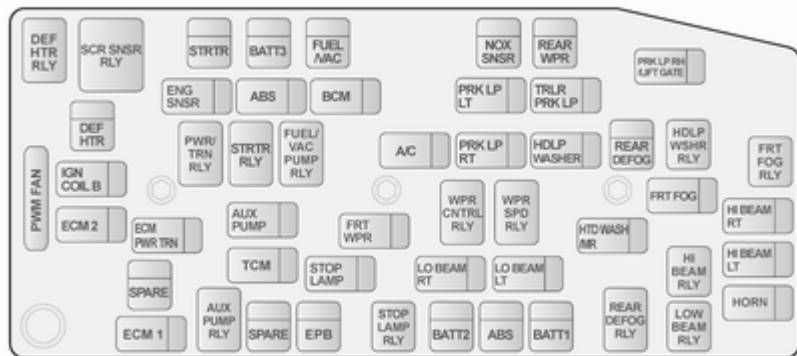 DEF
HTR
RLY
SCR SNSR
RLY
STRTR
BATT3
FUEL
/VAC
NOX
SNSR
REAR
WPR
PRK LP RH
/LIFT GATE
ENG
SNSR
ABS
BCM
PRK LP
LT
TRLR
PRK LP
DEF
HTR
PWR/
TRN
RLY
STRTR
RLY
FUEL/
VAC
PUMP
RLY
A/C
PRK LP
RT
HDLP
WASHER
REAR
DEFOG
HDLP
WSHR
RLY
FRT
FOG
RLY
PWM FAN
IGN
COIL B
ECM 2
ECM
PWR TRN
AUX
PUMP
FRT
WPR
WPR
CNTRL
RLY
WPR
SPD
RLY
HTD WASH
/MIR
FRT FOG
HI BEAM
RT
TCM
STOP
LAMP
LO BEAM
RT
LO BEAM
LT
HI
BEAM
RLY
HI BEAM
LT
SPARE
HORN
ECM 1
AUX
PUMP
RLY
SPARE
EPB
STOP
LAMP
RLY
BATT2
ABS
BATT1
REAR
DEFOG
RLY
LOW
BEAM
RLY